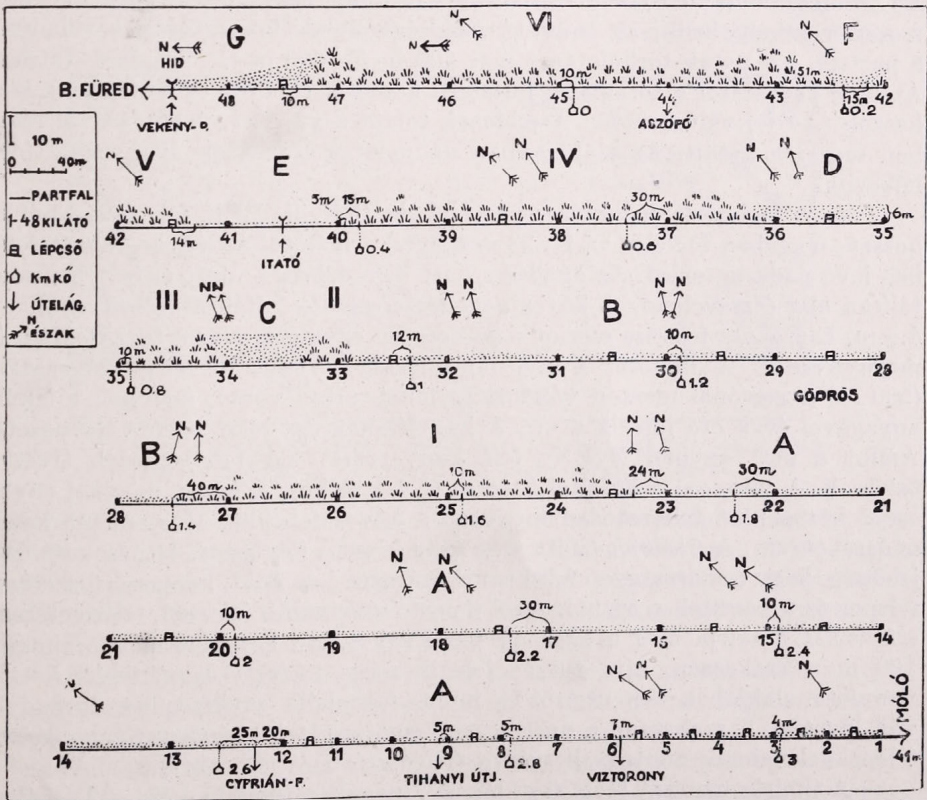 G VI F
N N N N
HID
10m 51m
B. FÜRED
48 10m 47 46 45 44 43 15m 42
0 0.2
VEKÉNY-D. ASZÓFŐ
10 m
0 40m
PARTFAL
1-48 KILÁTÓ
LÉPCSŐ
Km KŐ
ÚTELÁG.
N
ÉSZAK
V E IV D
N N N N N
5m 15m 30m 6m
42 14m 41 40 39 38 37 36 35
0.4 0.6
ITATÓ
III C II B
N N N N N N
10m 12m 10m
35 34 33 32 31 30 29 28
0.8 1 1.2
GÓDRÖS
B I A
N N N N
40m 24m 30m
28 27 26 25 24 23 22 21
1.4 1.6 1.8
A
N N N N
10m 30m 10m
21 20 19 18 17 15 15 14
2 2.2 2.4
A
N N N
25m 20m 5m 5m 7m 4m
MÓLÓ
14 13 12 11 10 9 8 7 6 5 4 3 2 1
41m
2.6 2.8 3
CYPRIÁN-F. TIHANYI ÚTJ. VIZTORONY